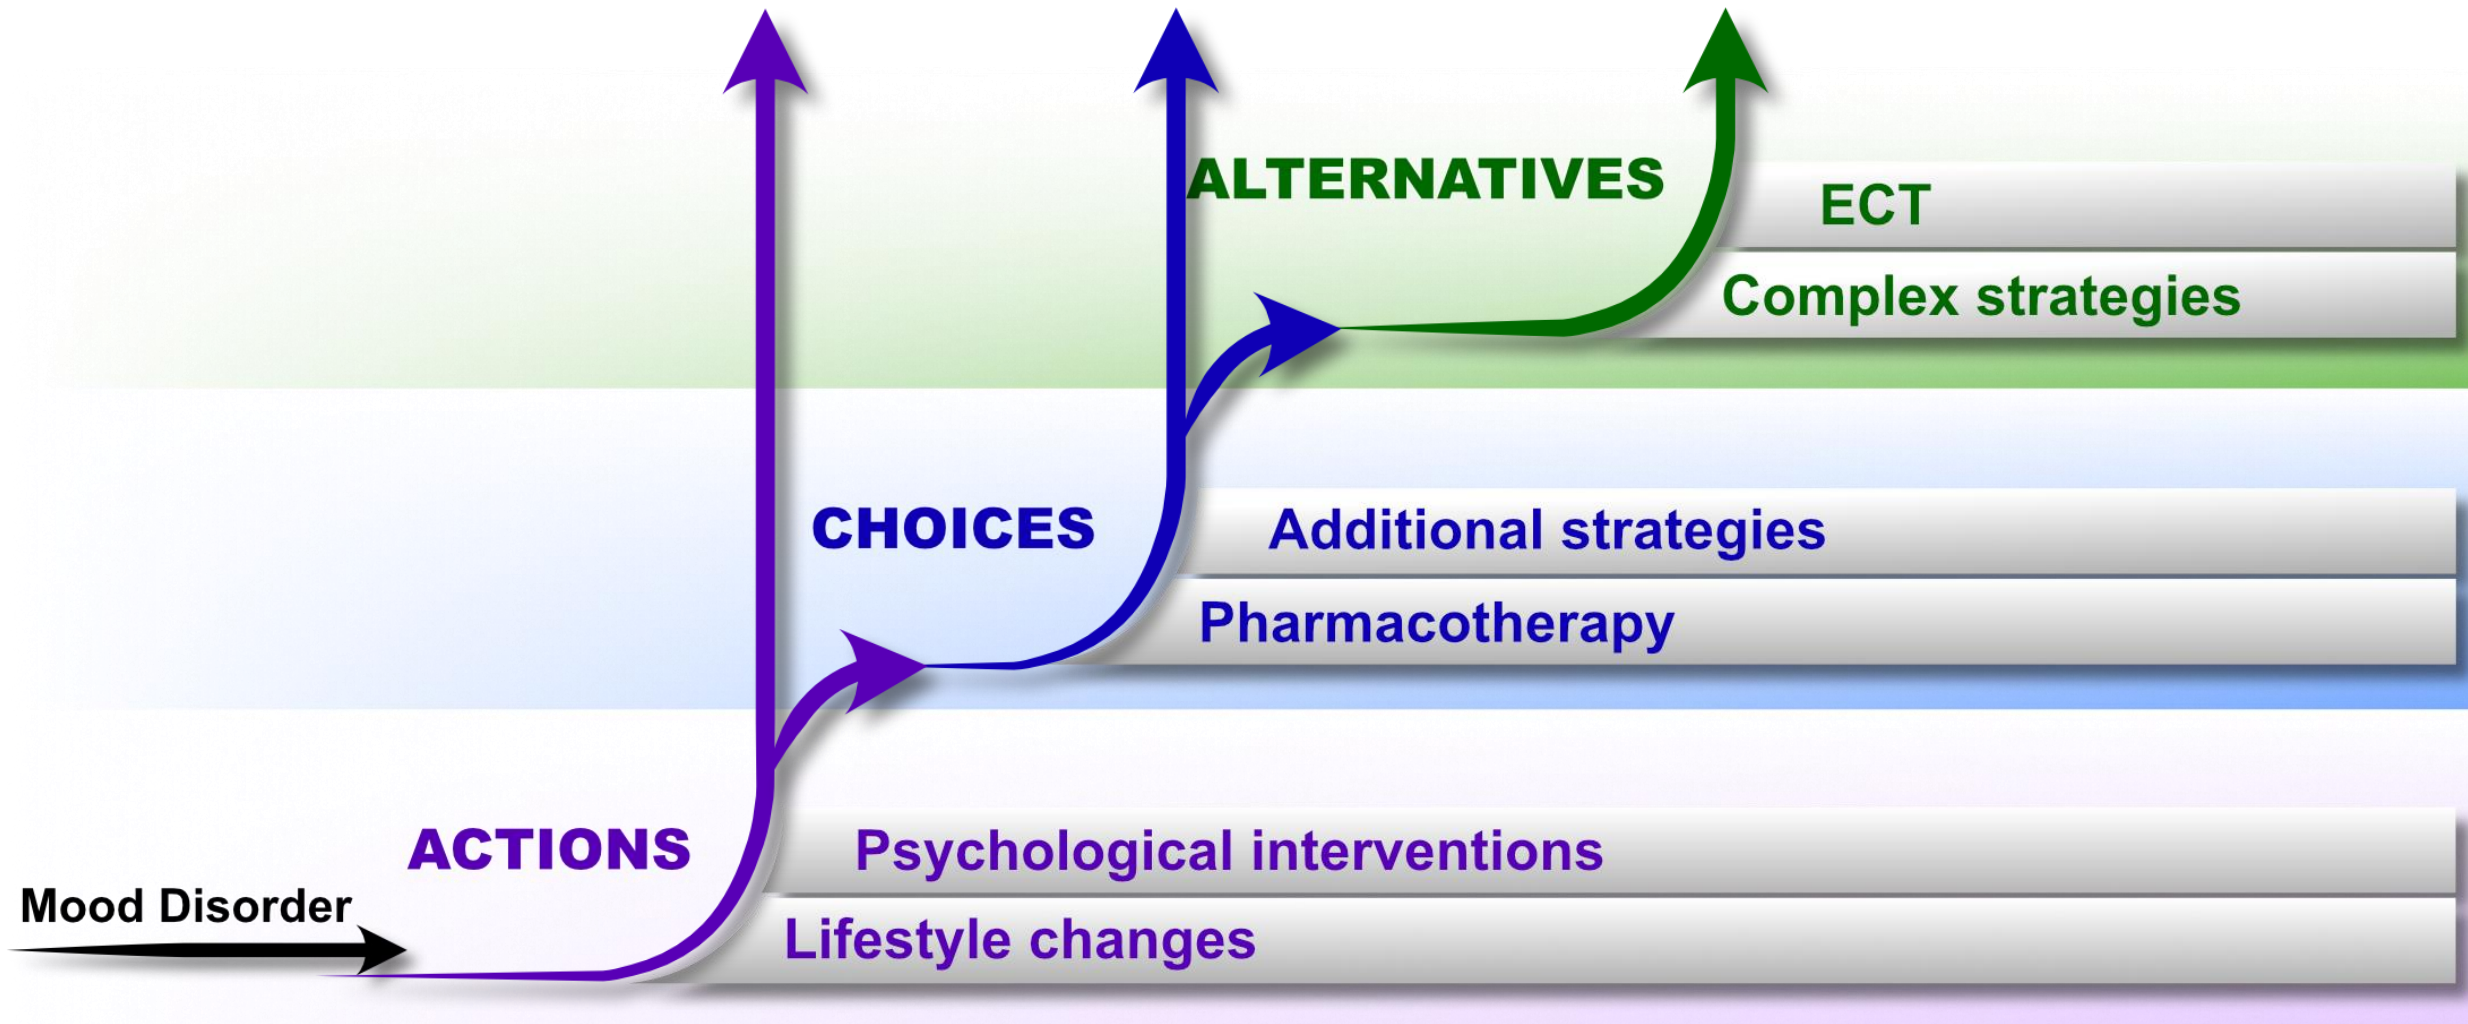 ALTERNATIVES
ECT
Complex strategies
CHOICES
Additional strategies
Pharmacotherapy
ACTIONS
Psychological interventions
Mood Disorder
Lifestyle changes